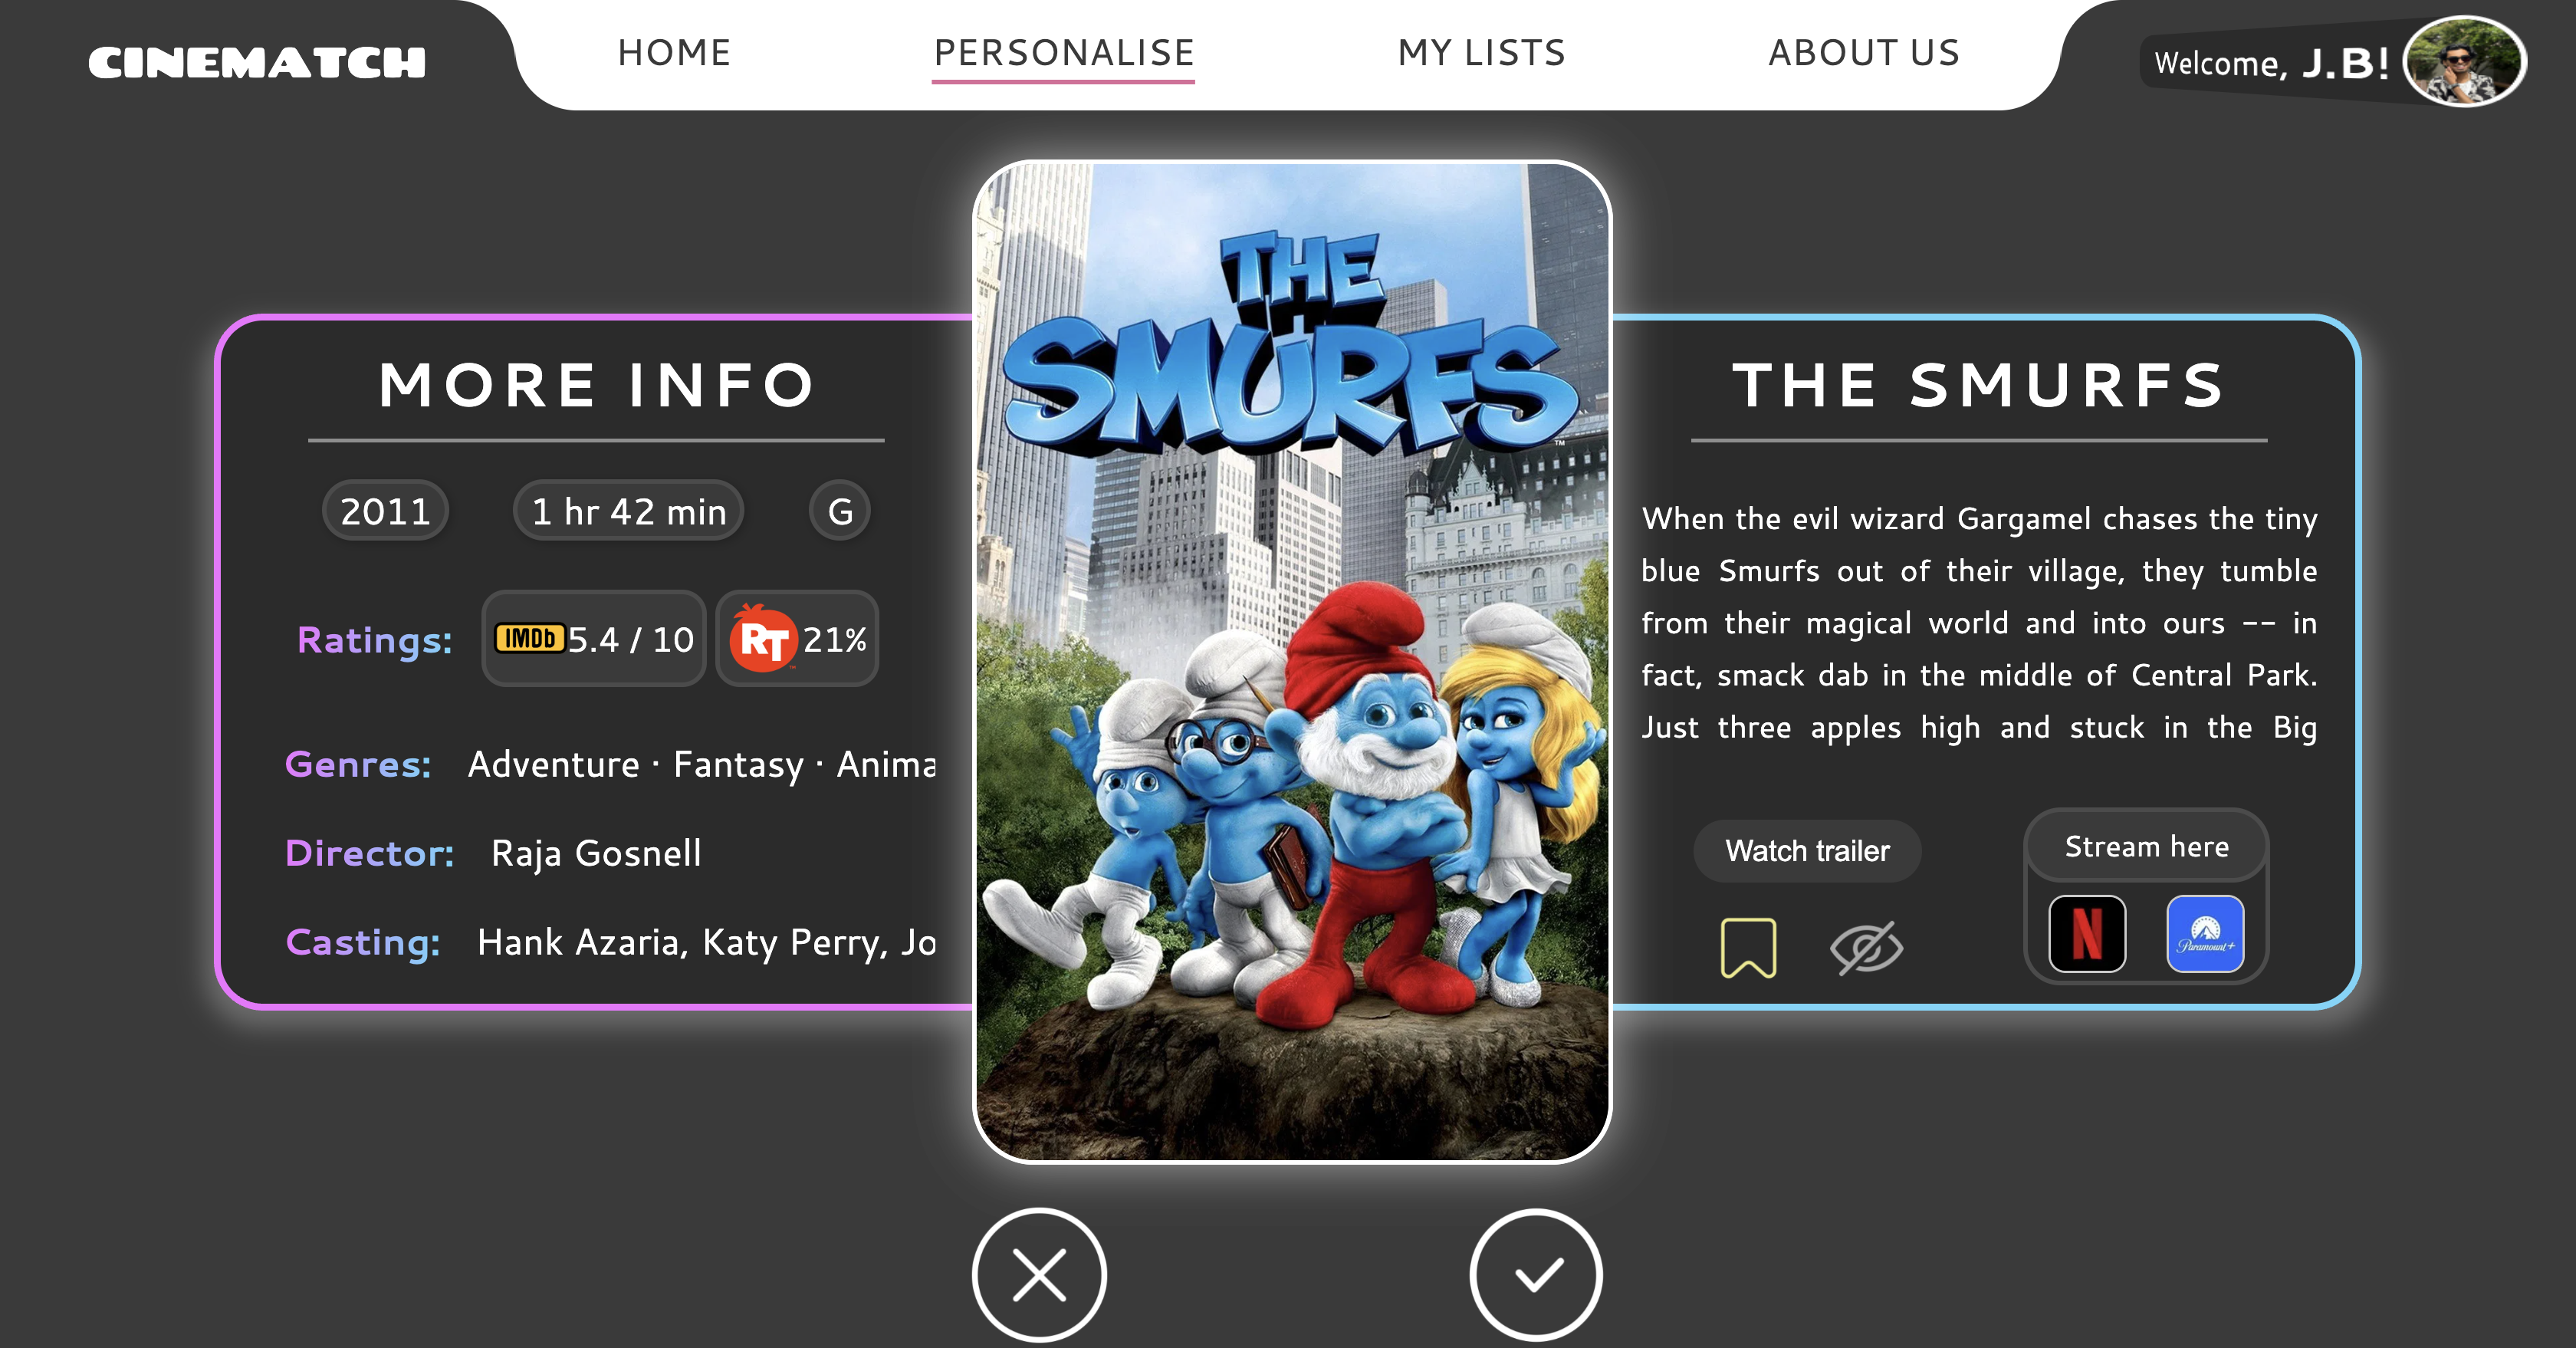 CINEMATCH
HOME
PERSONALISE
MY LISTS
ABOUT US
Welcome, J.B!
MORE INFO
2011
1 hr 42 min
G
Ratings:
IMDb 5.4 / 10
RT 21%
Genres: Adventure · Fantasy · Anima
Director: Raja Gosnell
Casting: Hank Azaria, Katy Perry, Jo
THE
SMURFS
™
THE SMURFS
When the evil wizard Gargamel chases the tiny
blue Smurfs out of their village, they tumble
from their magical world and into ours -- in
fact, smack dab in the middle of Central Park.
Just three apples high and stuck in the Big
Watch trailer
Stream here
N
Paramount+